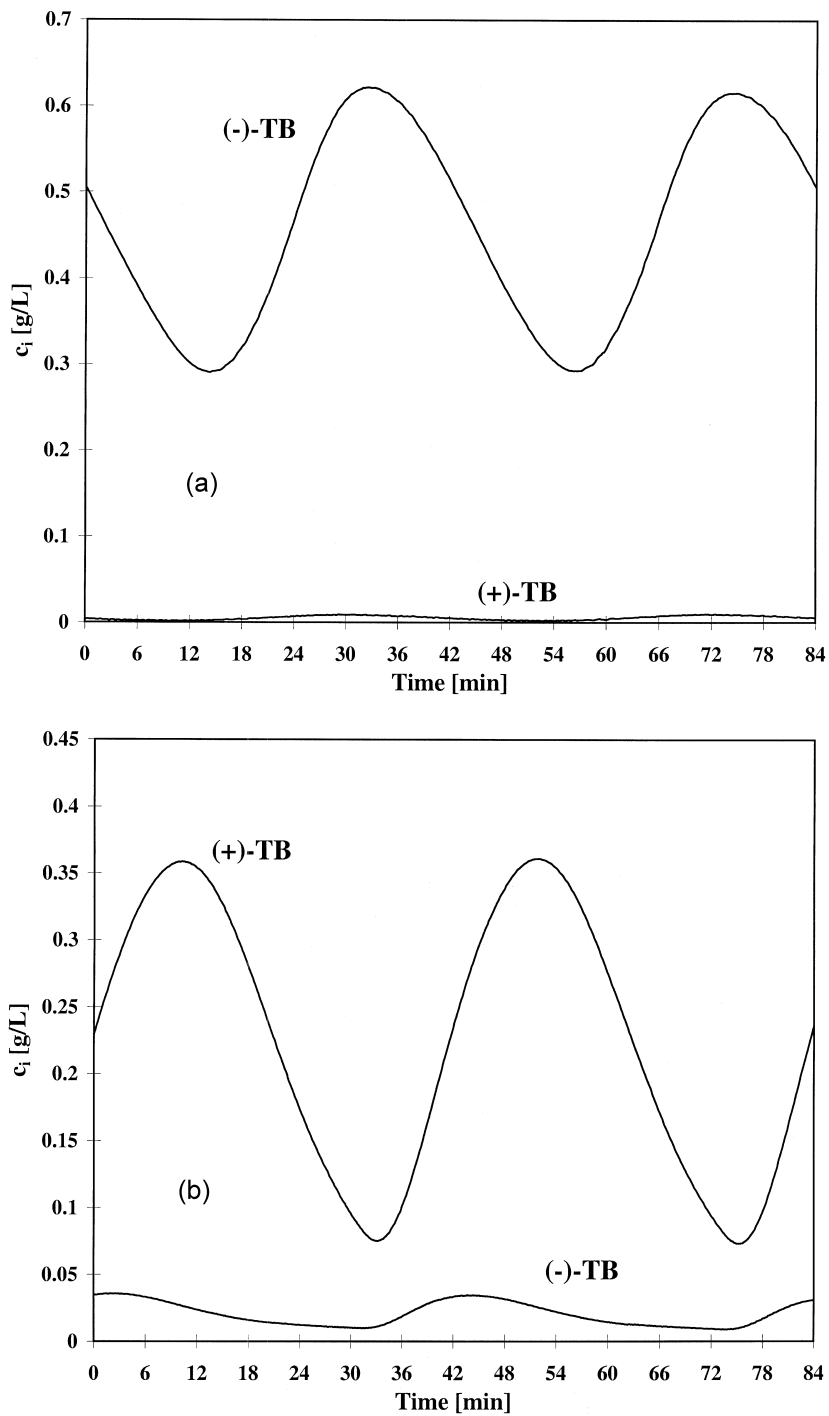 0.7
(-)-TB
0.6
0.5
0.4
c_i [g/L]
0.3
0.2
(a)
0.1
(+)-TB
0
0 6 12 18 24 30 36 42 48 54 60 66 72 78 84
Time [min]
0.45
0.4
(+)-TB
0.35
0.3
c_i [g/L]
0.25
0.2
0.15
(b)
0.1
(-)-TB
0.05
0
0 6 12 18 24 30 36 42 48 54 60 66 72 78 84
Time [min]